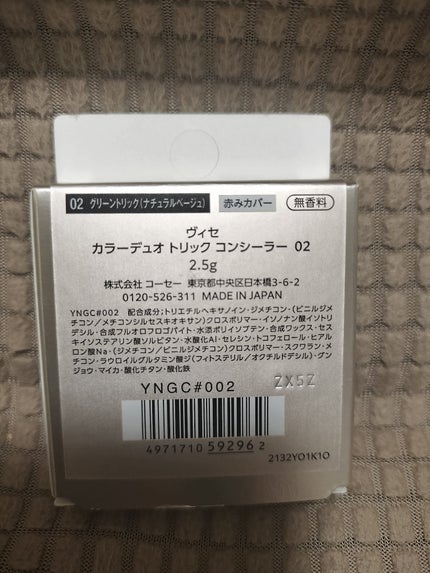 02 グリーントリック(ナチュラルベージュ) 赤みカバー 無香料
ヴィセ
カラーデュオ トリック コンシーラー 02
2.5g
株式会社 コーセー 東京都中央区日本橋3-6-2
0120-526-311 MADE IN JAPAN
YNGC#002 配合成分;トリエチルヘキサノイン・ジメチコン・(ビニルジメ
チコン/メチコンシルセスキオキサン)クロスポリマー・イソノナン酸イソトリ
デシル・合成フルオロフロゴパイト・水添ポリイソブテン・合成ワックス・セス
キイソステアリン酸ソルビタン・水酸化Al・セレシン・トコフェロール・ヒアル
ロン酸Na・(ジメチコン/ビニルジメチコン)クロスポリマー・スクワラン・メ
チコン・ラウロイルグルタミン酸ジ(フィトステリル/オクチルドデシル)・グン
ジョウ・マイカ・酸化チタン・酸化鉄
YNGC#002
ZX5Z
4971710 59296 2
2132YO1K1O